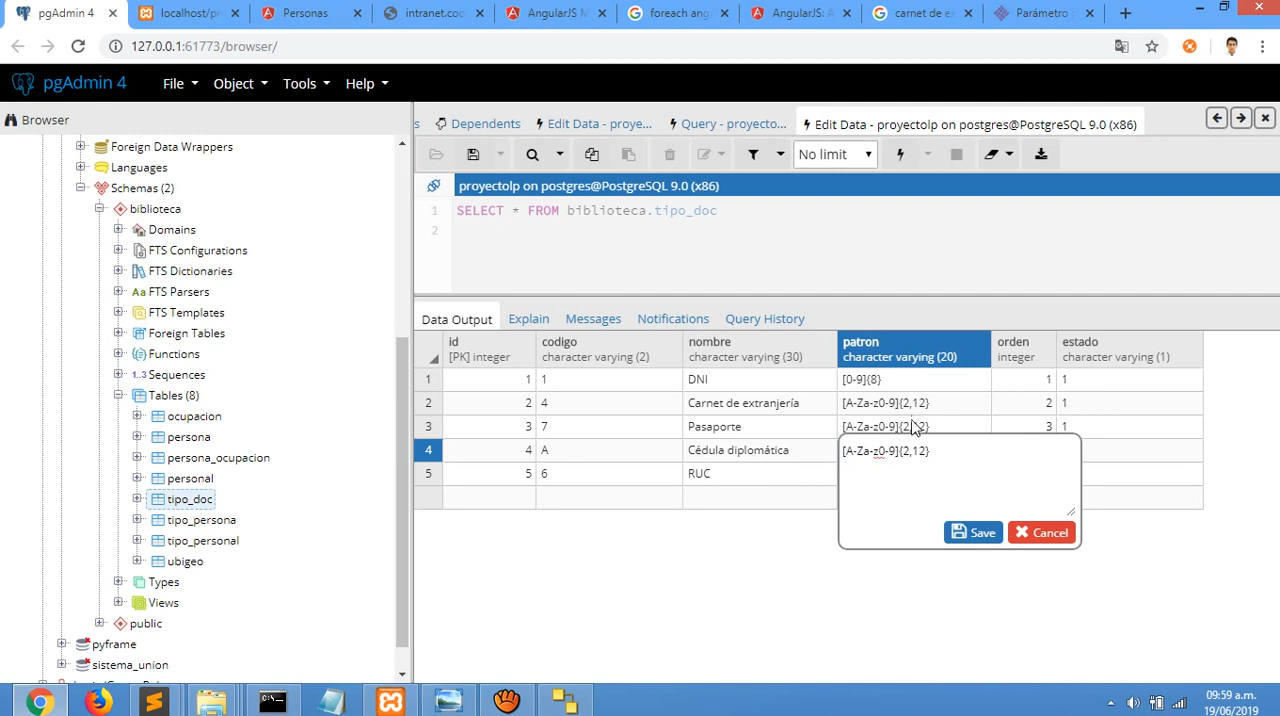 pgAdmin 4
localhost/pr
Personas
intranet.coo
AngularJS M
foreach ang
AngularJS: A
carnet de ex
Parámetro
127.0.0.1:61773/browser/
pgAdmin 4 File Object Tools Help
Browser
Foreign Data Wrappers
Languages
Schemas (2)
biblioteca
Domains
FTS Configurations
FTS Dictionaries
FTS Parsers
FTS Templates
Foreign Tables
Functions
1..3 Sequences
Tables (8)
ocupacion
persona
persona_ocupacion
personal
tipo_doc
tipo_persona
tipo_personal
ubigeo
Types
Views
public
pyframe
sistema_union
s Dependents Edit Data - proye... Query - proyecto... Edit Data - proyectolp on postgres@PostgreSQL 9.0 (x86)
No limit
proyectolp on postgres@PostgreSQL 9.0 (x86)
1 SELECT * FROM biblioteca.tipo_doc
2
Data Output Explain Messages Notifications Query History
id codigo nombre patron orden estado
[PK] integer character varying (2) character varying (30) character varying (20) integer character varying (1)
1 1 1 DNI [0-9]{8} 1 1
2 2 4 Carnet de extranjería [A-Za-z0-9]{2,12} 2 1
3 3 7 Pasaporte [A-Za-z0-9]{2,12} 3 1
4 4 A Cédula diplomática [A-Za-z0-9]{2,12}
5 5 6 RUC
Save Cancel
09:59 a.m.
19/06/2019